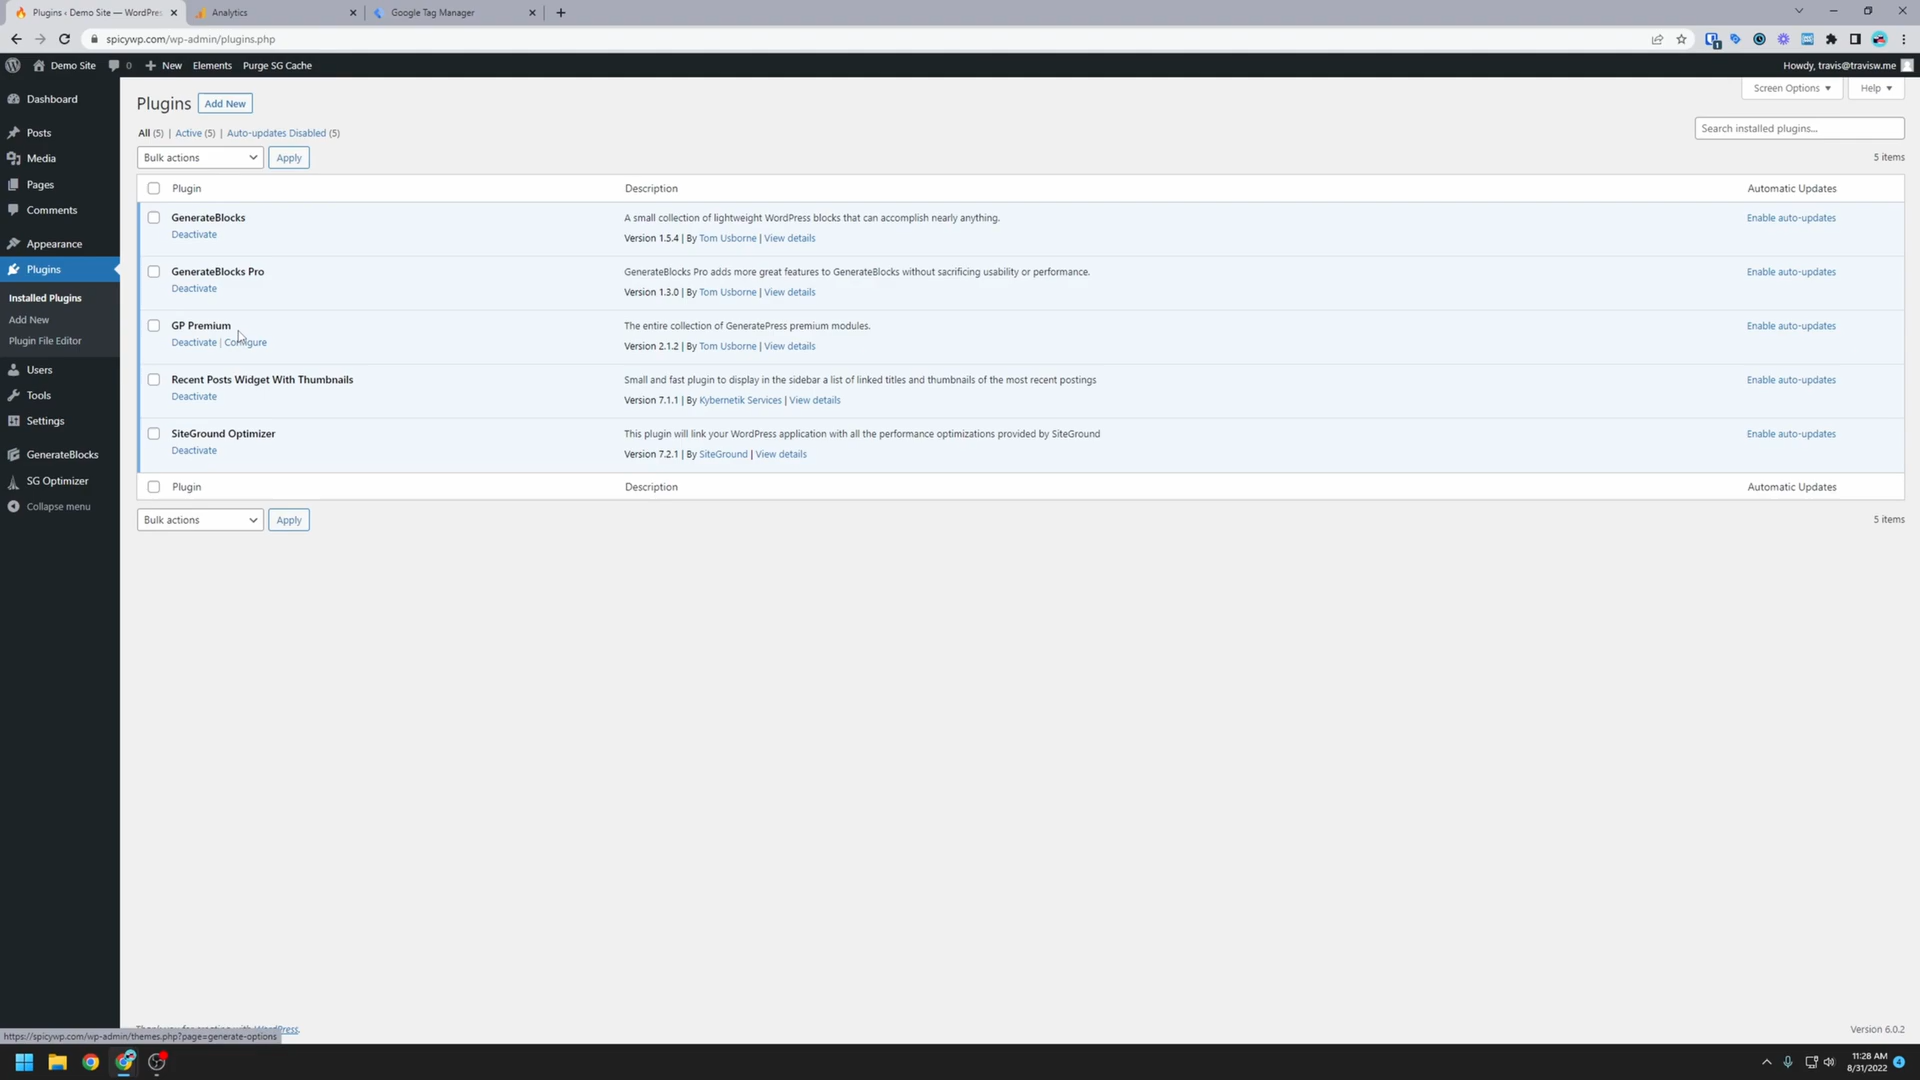 Plugins ‹ Demo Site — WordPres
Analytics
Google Tag Manager
spicywp.com/wp-admin/plugins.php
Demo Site
0
New
Elements
Purge SG Cache
Howdy, travis@travisw.me
Dashboard
Posts
Media
Pages
Comments
Appearance
Plugins
Installed Plugins
Add New
Plugin File Editor
Users
Tools
Settings
GenerateBlocks
SG Optimizer
Collapse menu
Plugins
Add New
Screen Options
Help
All (5) | Active (5) | Auto-updates Disabled (5)
Search installed plugins...
Bulk actions
Apply
5 items
Plugin
Description
Automatic Updates
GenerateBlocks
A small collection of lightweight WordPress blocks that can accomplish nearly anything.
Enable auto-updates
Deactivate
Version 1.5.4 | By Tom Usborne | View details
GenerateBlocks Pro
GenerateBlocks Pro adds more great features to GenerateBlocks without sacrificing usability or performance.
Enable auto-updates
Deactivate
Version 1.3.0 | By Tom Usborne | View details
GP Premium
The entire collection of GeneratePress premium modules.
Enable auto-updates
Deactivate | Configure
Version 2.1.2 | By Tom Usborne | View details
Recent Posts Widget With Thumbnails
Small and fast plugin to display in the sidebar a list of linked titles and thumbnails of the most recent postings
Enable auto-updates
Deactivate
Version 7.1.1 | By Kybernetik Services | View details
SiteGround Optimizer
This plugin will link your WordPress application with all the performance optimizations provided by SiteGround
Enable auto-updates
Deactivate
Version 7.2.1 | By SiteGround | View details
Plugin
Description
Automatic Updates
Bulk actions
Apply
5 items
Thank you for creating with WordPress.
Version 6.0.2
https://spicywp.com/wp-admin/themes.php?page=generate-options
11:28 AM
8/31/2022
4